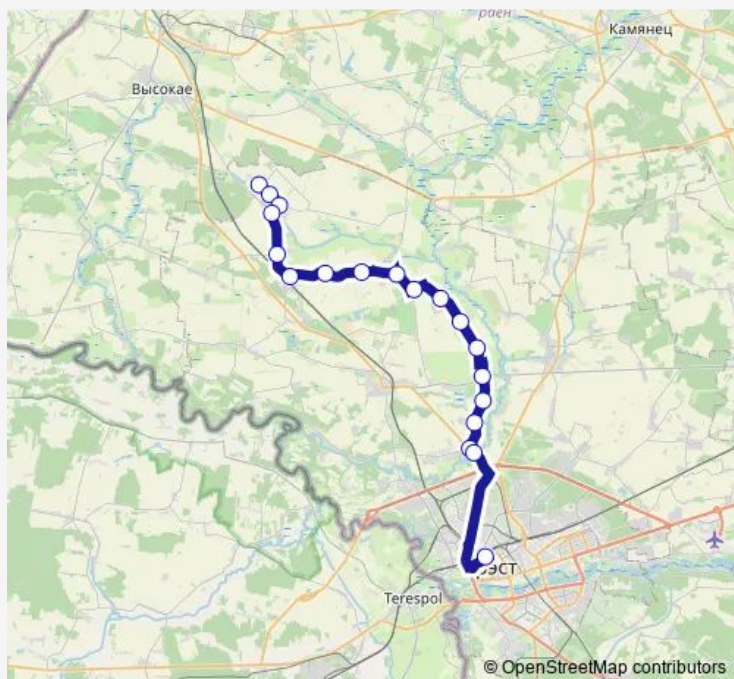 раён
Камянец
Высокае
рэст
Terespol
© OpenStreetMap contributors